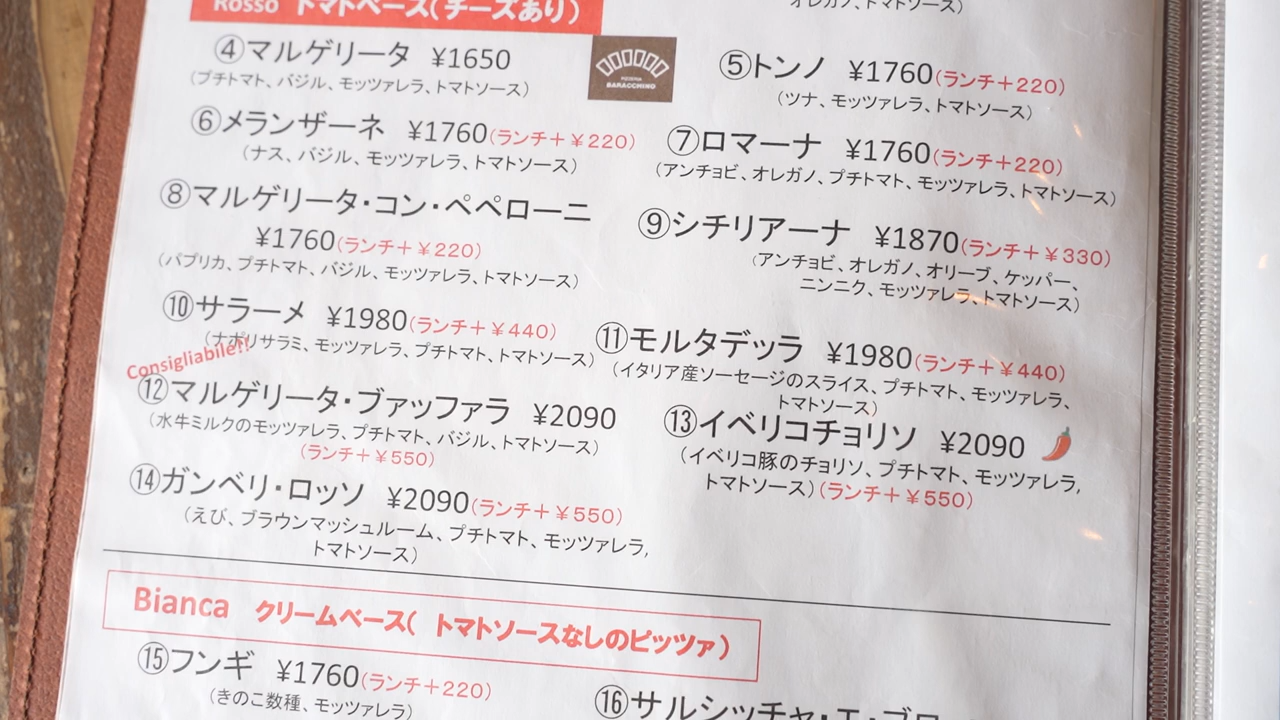 Rosso トマトベース(チーズあり)
オレガノ、トマトソース)
④マルゲリータ ¥1650
(プチトマト、バジル、モッツァレラ、トマトソース)
PIZZERIA
BARACCHINO
⑤トンノ ¥1760(ランチ+220)
(ツナ、モッツァレラ、トマトソース)
⑥メランザーネ ¥1760(ランチ+¥220)
(ナス、バジル、モッツァレラ、トマトソース)
⑦ロマーナ ¥1760(ランチ+220)
(アンチョビ、オレガノ、プチトマト、モッツァレラ、トマトソース)
⑧マルゲリータ・コン・ペペローニ
¥1760(ランチ+¥220)
(パプリカ、プチトマト、バジル、モッツァレラ、トマトソース)
⑨シチリアーナ ¥1870(ランチ+¥330)
(アンチョビ、オレガノ、オリーブ、ケッパー、
ニンニク、モッツァレラ、トマトソース)
⑩サラーメ ¥1980(ランチ+¥440)
(ナポリサラミ、モッツァレラ、プチトマト、トマトソース)
⑪モルタデッラ ¥1980(ランチ+¥440)
(イタリア産ソーセージのスライス、プチトマト、モッツァレラ、
トマトソース)
Consigliabile!!
⑫マルゲリータ・ブァッファラ ¥2090
(水牛ミルクのモッツァレラ、プチトマト、バジル、トマトソース)
(ランチ+¥550)
⑬イベリコチョリソ ¥2090
(イベリコ豚のチョリソ、プチトマト、モッツァレラ,
トマトソース)(ランチ+¥550)
⑭ガンベリ・ロッソ ¥2090(ランチ+¥550)
(えび、ブラウンマッシュルーム、プチトマト、モッツァレラ,
トマトソース)
Bianca クリームベース( トマトソースなしのピッツァ)
⑮フンギ ¥1760(ランチ+220)
(きのこ数種、モッツァレラ)
⑯サルシッチャ・エ・ブロ